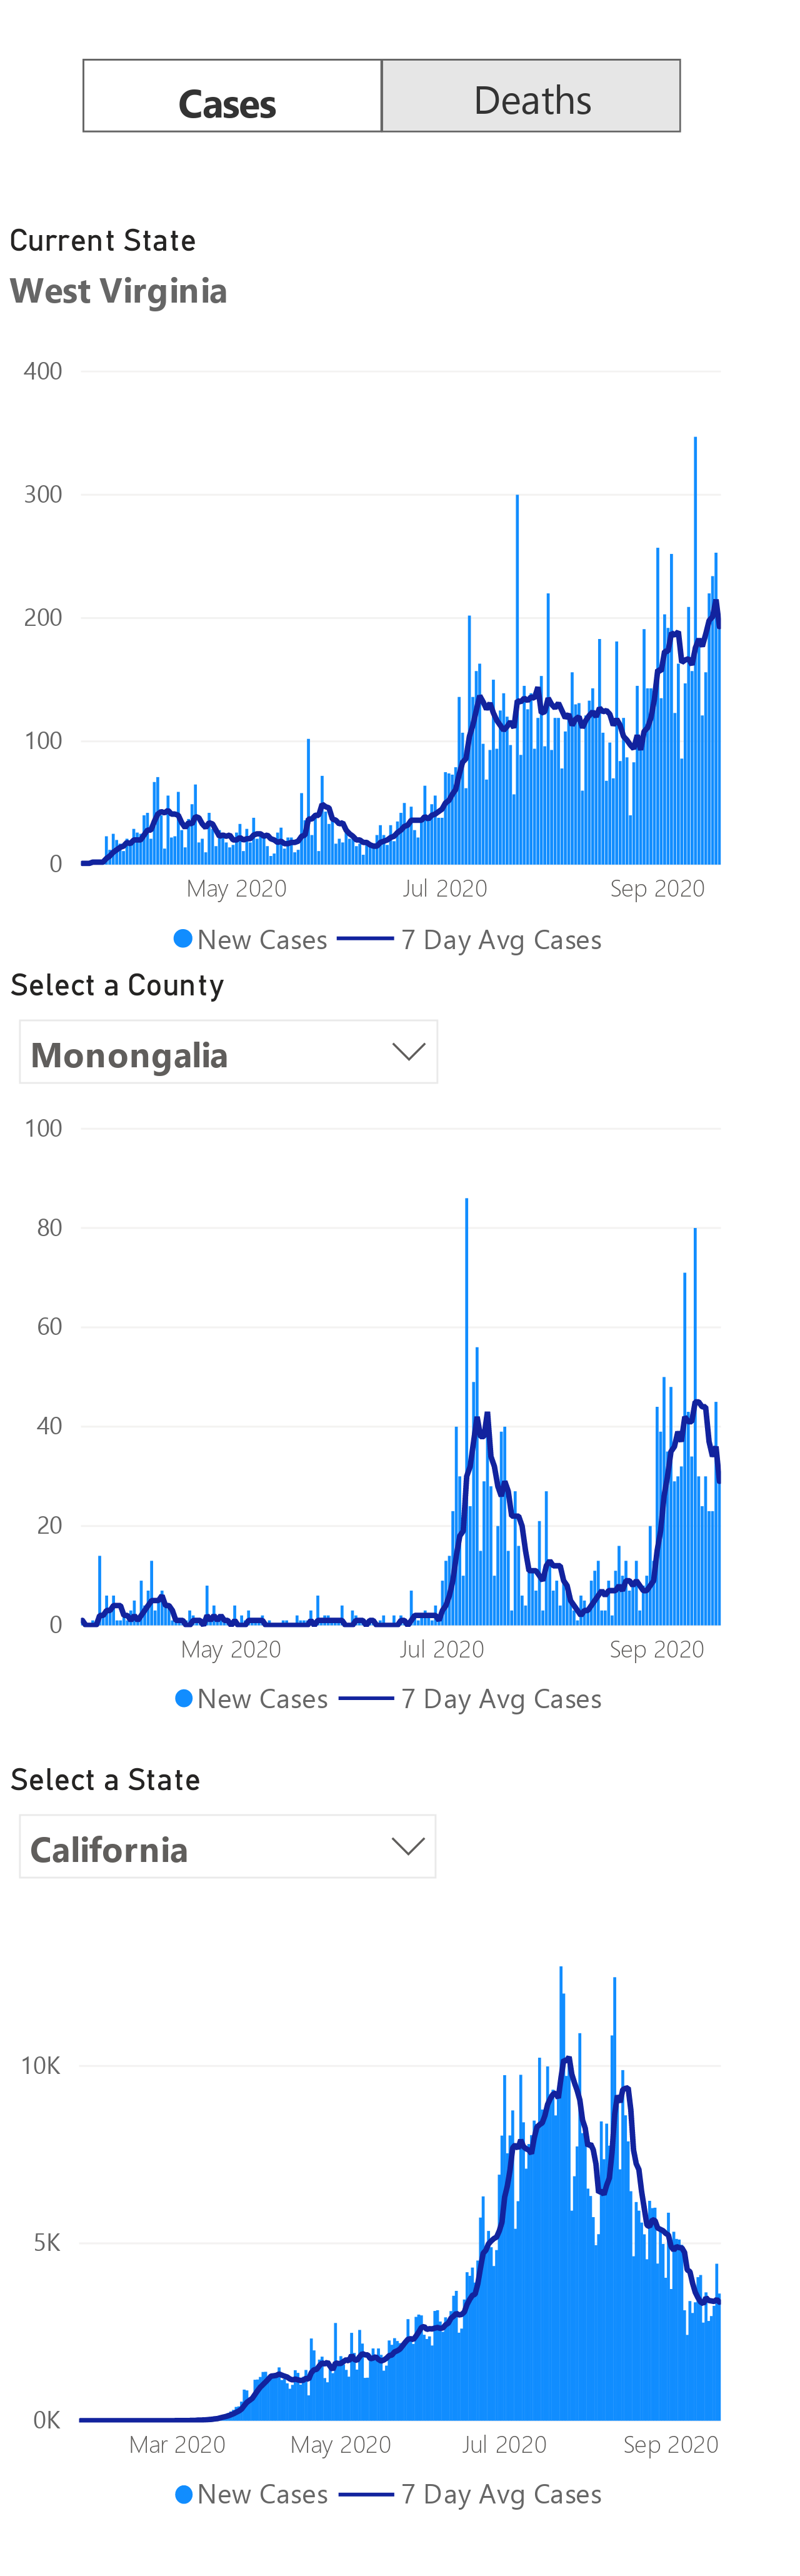 Cases Deaths
Current State
West Virginia
400
300
200
100
0
May 2020 Jul 2020 Sep 2020
New Cases 7 Day Avg Cases
Select a County
Monongalia
100
80
60
40
20
0
May 2020 Jul 2020 Sep 2020
New Cases 7 Day Avg Cases
Select a State
California
10K
5K
0K
Mar 2020 May 2020 Jul 2020 Sep 2020
New Cases 7 Day Avg Cases